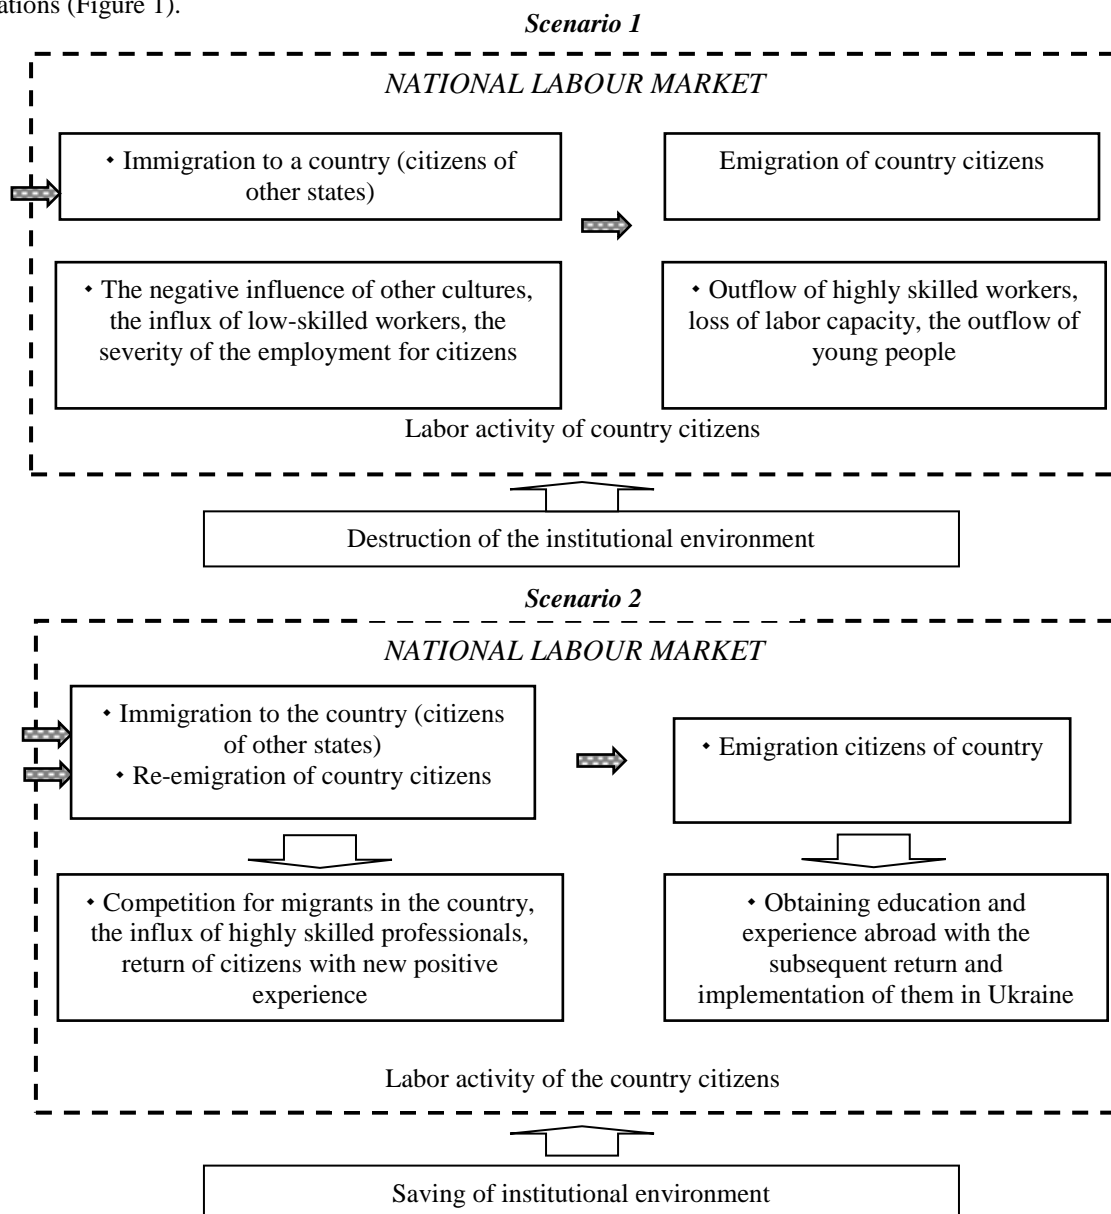 ations (Figure 1).
Scenario 1
NATIONAL LABOUR MARKET
• Immigration to a country (citizens of
other states)
Emigration of country citizens
• The negative influence of other cultures,
the influx of low-skilled workers, the
severity of the employment for citizens
• Outflow of highly skilled workers,
loss of labor capacity, the outflow of
young people
Labor activity of country citizens
Destruction of the institutional environment
Scenario 2
NATIONAL LABOUR MARKET
• Immigration to the country (citizens
of other states)
• Re-emigration of country citizens
• Emigration citizens of country
• Competition for migrants in the country,
the influx of highly skilled professionals,
return of citizens with new positive
experience
• Obtaining education and
experience abroad with the
subsequent return and
implementation of them in Ukraine
Labor activity of the country citizens
Saving of institutional environment